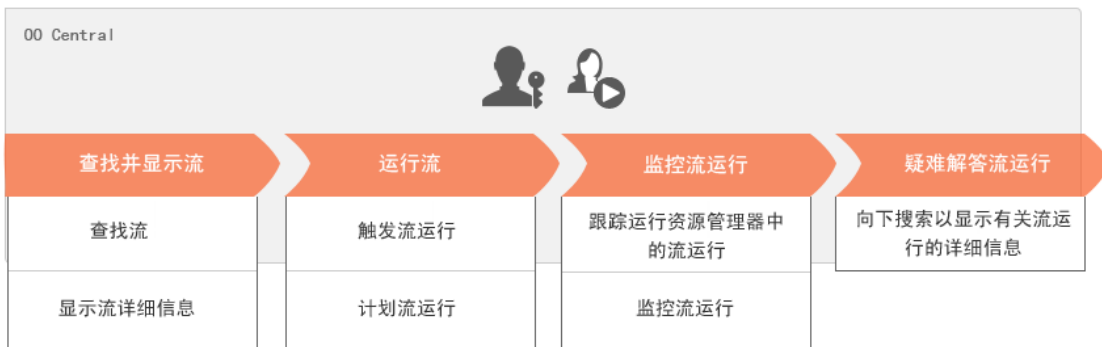 OO Central
查找并显示流
运行流
监控流运行
疑难解答流运行
查找流
触发流运行
跟踪运行资源管理器中
的流运行
向下搜索以显示有关流运
行的详细信息
显示流详细信息
计划流运行
监控流运行